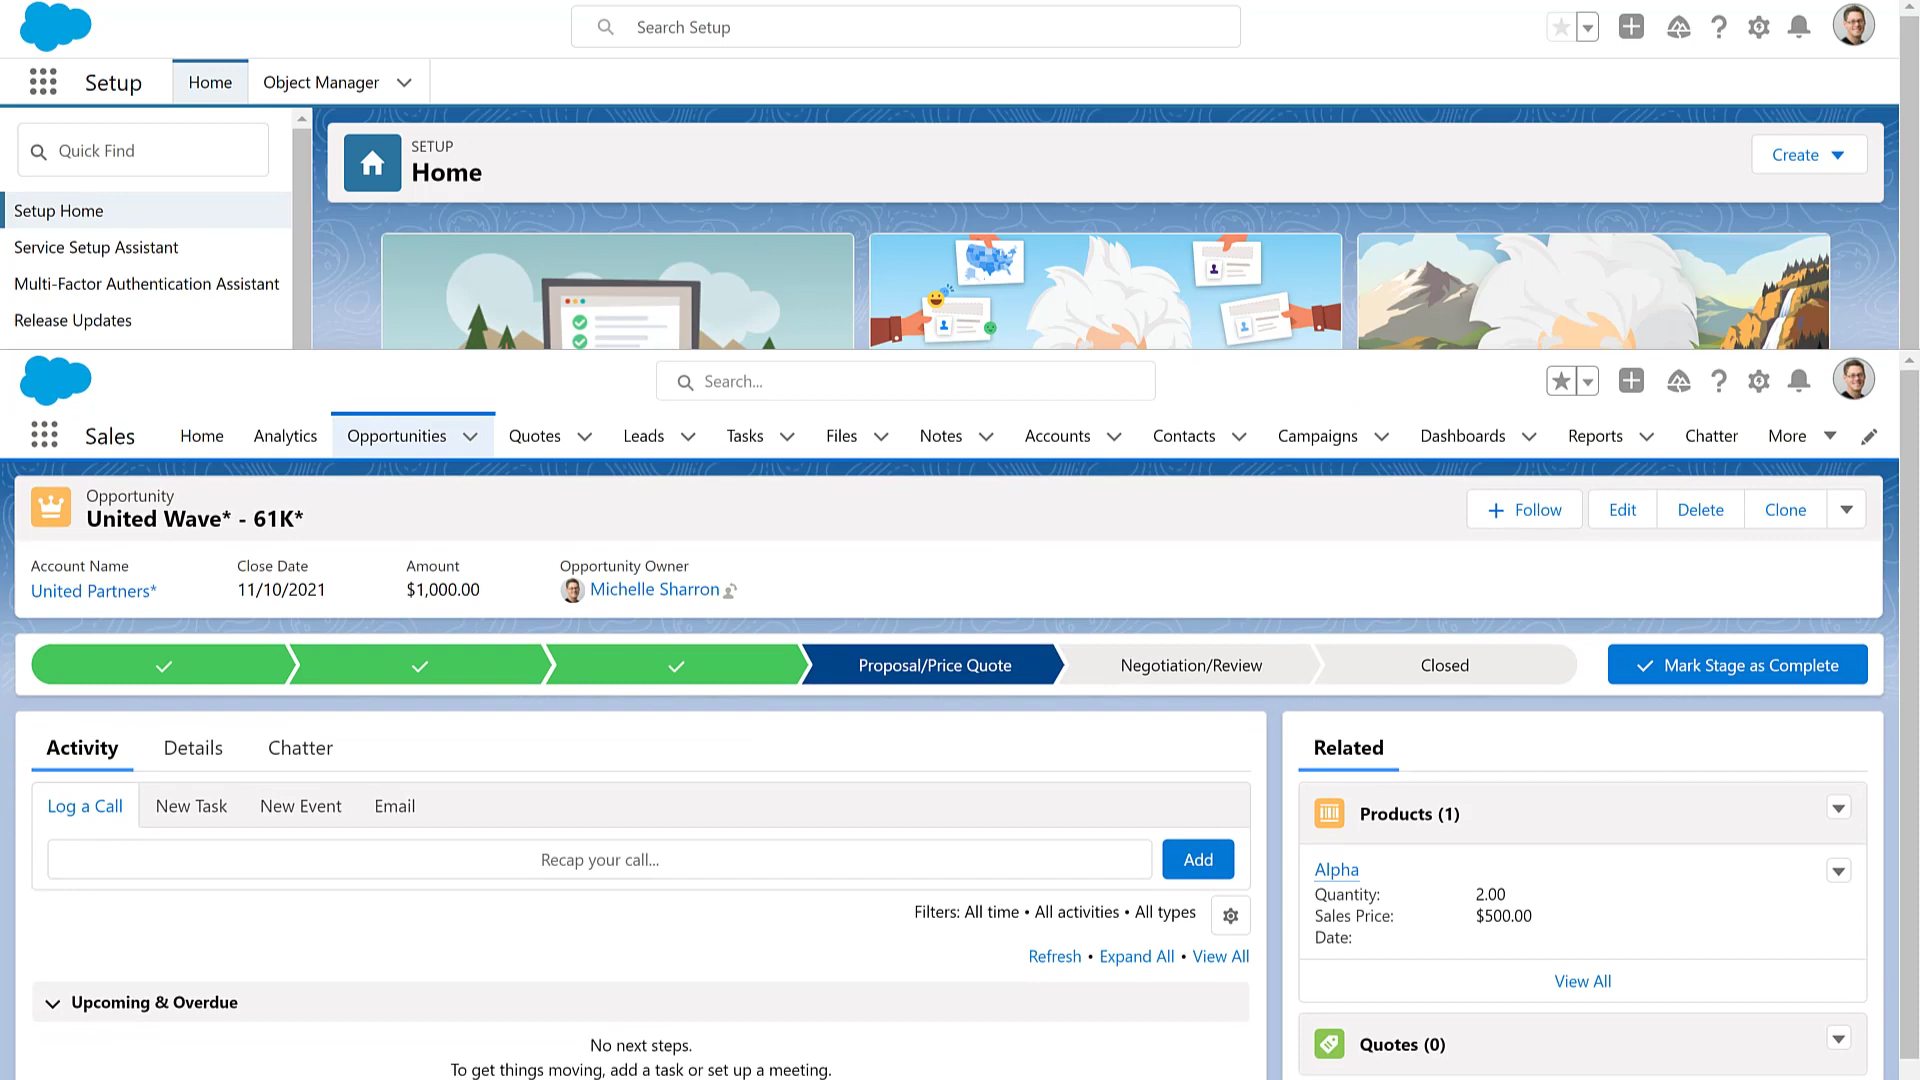 Search Setup
Setup
Home
Object Manager
Quick Find
SETUP
Home
Create
Setup Home
Service Setup Assistant
Multi-Factor Authentication Assistant
Release Updates
Search...
Sales
Home
Analytics
Opportunities
Quotes
Leads
Tasks
Files
Notes
Accounts
Contacts
Campaigns
Dashboards
Reports
Chatter
More
Opportunity
United Wave* - 61K*
Follow
Edit
Delete
Clone
Account Name
United Partners*
Close Date
11/10/2021
Amount
$1,000.00
Opportunity Owner
Michelle Sharron
Proposal/Price Quote
Negotiation/Review
Closed
Mark Stage as Complete
Activity
Details
Chatter
Log a Call
New Task
New Event
Email
Recap your call...
Add
Filters: All time • All activities • All types
Refresh • Expand All • View All
Upcoming & Overdue
No next steps.
To get things moving, add a task or set up a meeting.
Related
Products (1)
Alpha
Quantity: 2.00
Sales Price: $500.00
Date:
View All
Quotes (0)